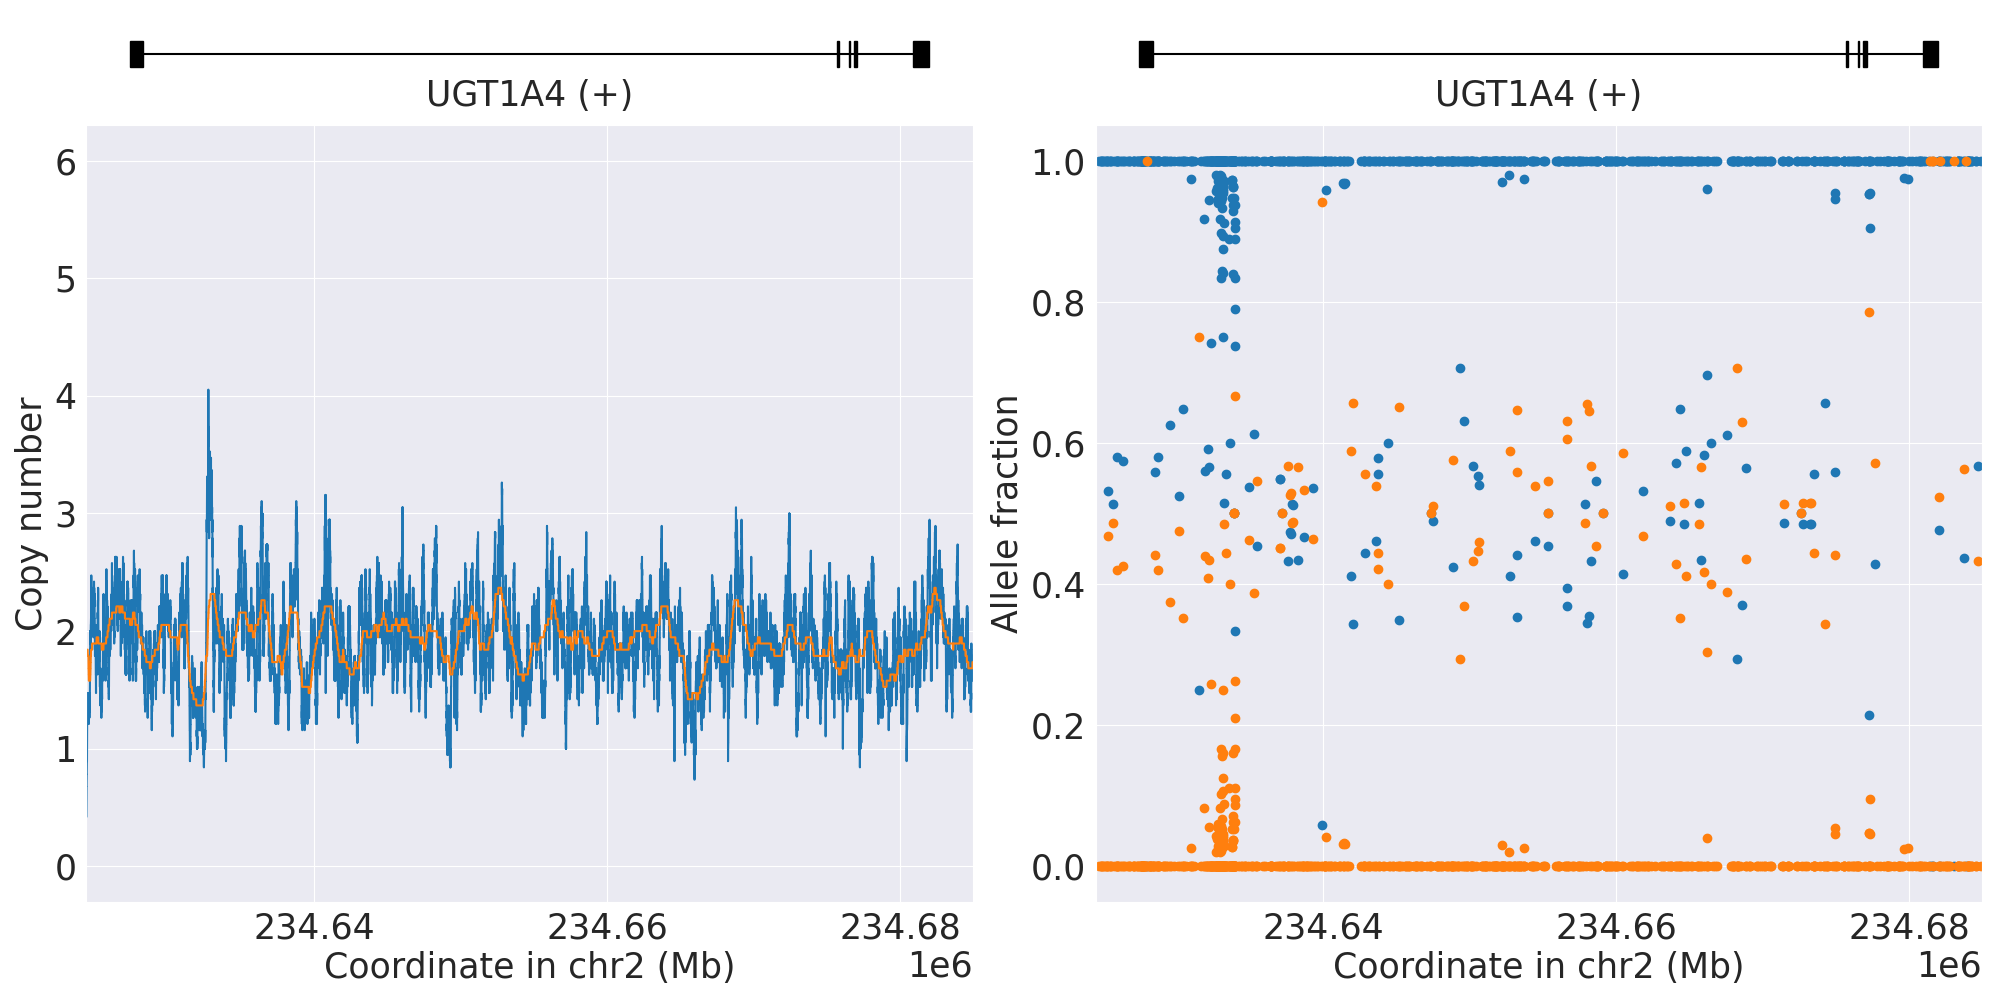 UGT1A4 (+)
6
5
4
3
2
1
0
Copy number
234.64 234.66 234.68
Coordinate in chr2 (Mb) 1e6
UGT1A4 (+)
1.0
0.8
0.6
0.4
0.2
0.0
Allele fraction
234.64 234.66 234.68
Coordinate in chr2 (Mb) 1e6